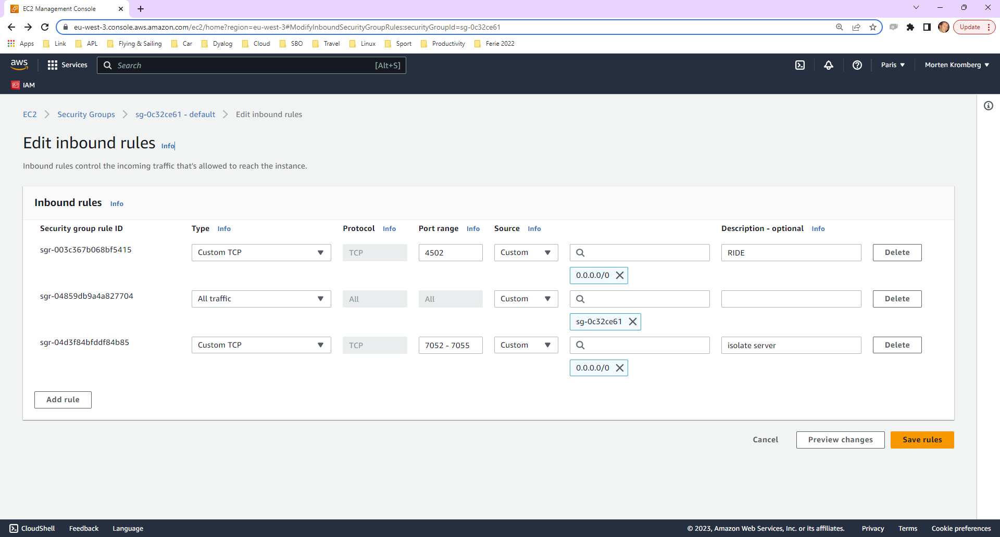 EC2 Management Console
eu-west-3.console.aws.amazon.com/ec2/home?region=eu-west-3#ModifyInboundSecurityGroupRules:securityGroupId=sg-0c32ce61
Update
Apps Link APL Flying & Sailing Car Dyalog Cloud SBO Travel Linux Sport Productivity Ferie 2022
aws Services Search [Alt+S] Paris Morten Kromberg
IAM
EC2 Security Groups sg-0c32ce61 - default Edit inbound rules
Edit inbound rules Info
Inbound rules control the incoming traffic that's allowed to reach the instance.
Inbound rules Info
Security group rule ID Type Info Protocol Info Port range Info Source Info Description - optional Info
sgr-003c367b068bf5415 Custom TCP TCP 4502 Custom RIDE Delete
0.0.0.0/0
sgr-04859db9a4a827704 All traffic All All Custom Delete
sg-0c32ce61
sgr-04d3f84bfddf84b85 Custom TCP TCP 7052 - 7055 Custom isolate server Delete
0.0.0.0/0
Add rule
Cancel Preview changes Save rules
CloudShell Feedback Language © 2023, Amazon Web Services, Inc. or its affiliates. Privacy Terms Cookie preferences